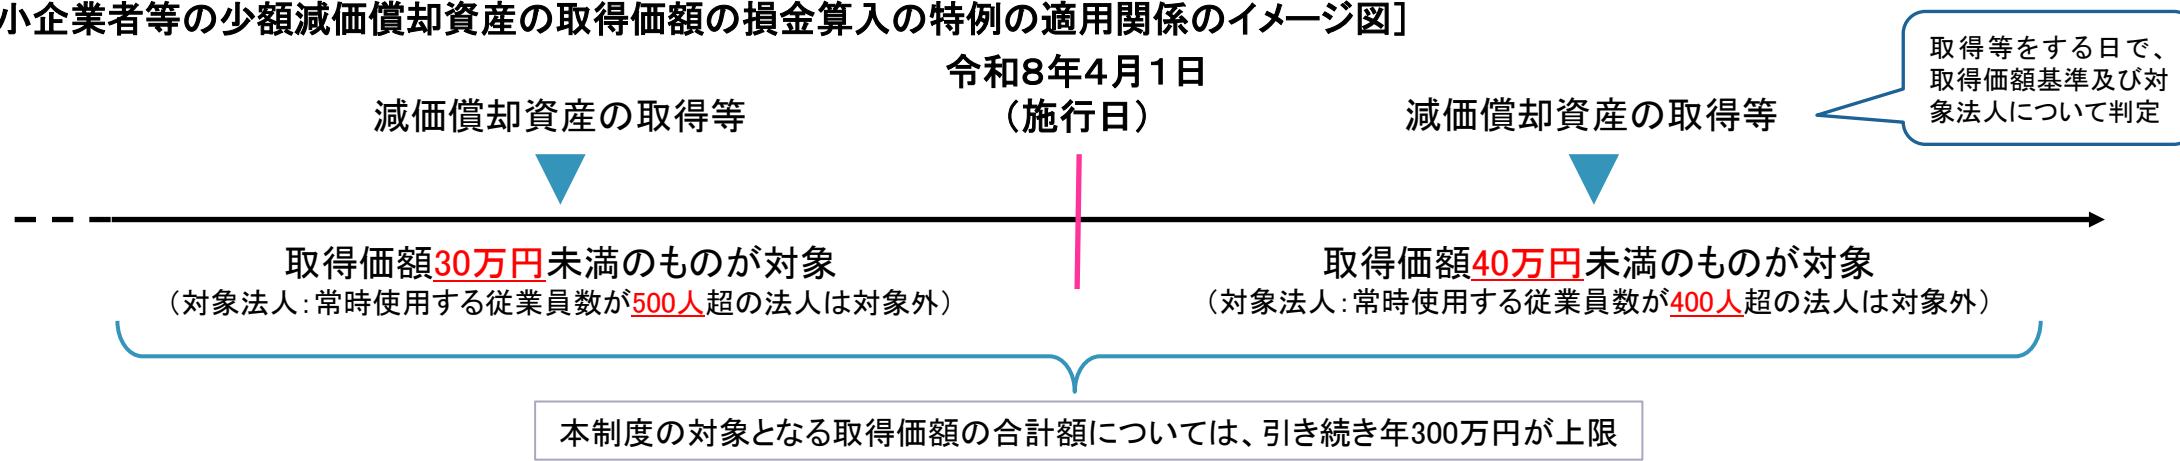 小企業者等の少額減価償却資産の取得価額の損金算入の特例の適用関係のイメージ図]
令和8年4月1日
(施行日)
減価償却資産の取得等
減価償却資産の取得等
取得等をする日で、
取得価額基準及び対
象法人について判定
取得価額30万円未満のものが対象
(対象法人:常時使用する従業員数が500人超の法人は対象外)
取得価額40万円未満のものが対象
(対象法人:常時使用する従業員数が400人超の法人は対象外)
本制度の対象となる取得価額の合計額については、引き続き年300万円が上限